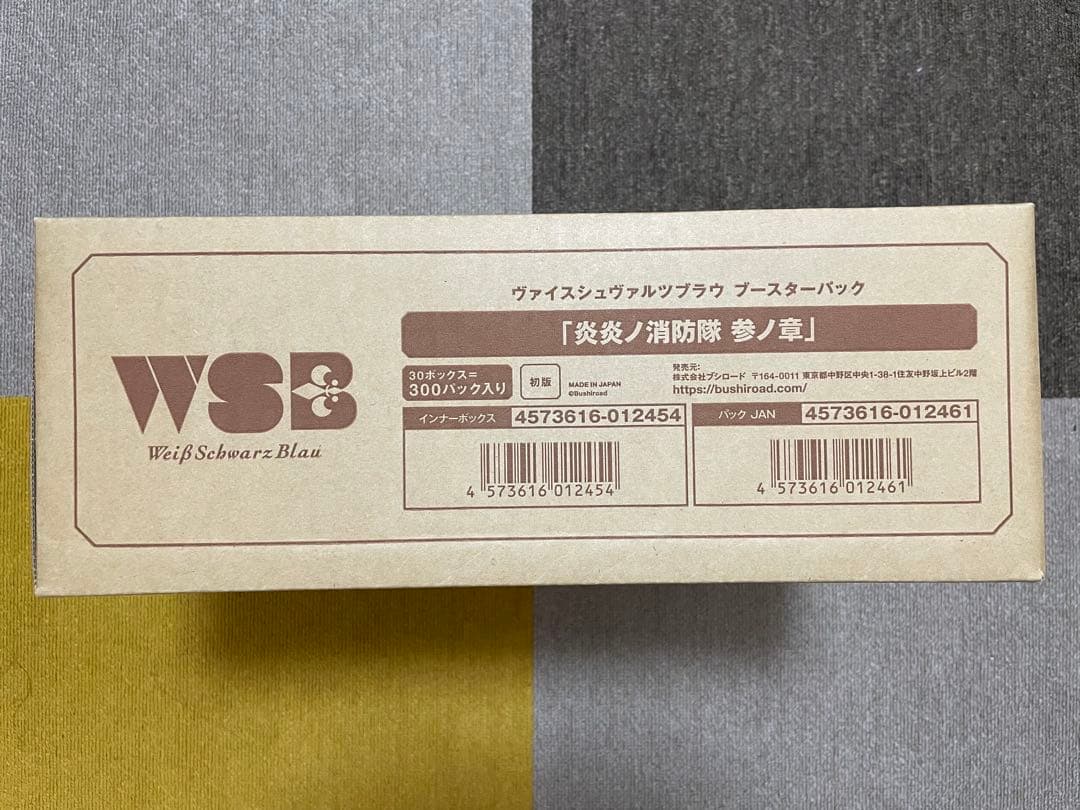 ヴァイスシュヴァルツブラウ ブースターパック
「炎炎ノ消防隊 参ノ章」
WSB
Weiß Schwarz Blau
30ボックス=
300パック入り
初版
MADE IN JAPAN
©Bushiroad
発売元:
株式会社ブシロード 〒164-0011 東京都中野区中央1-38-1住友中野坂上ビル2階
https://bushiroad.com/
インナーボックス 4573616-012454
4 573616 012454
パック JAN 4573616-012461
4 573616 012461